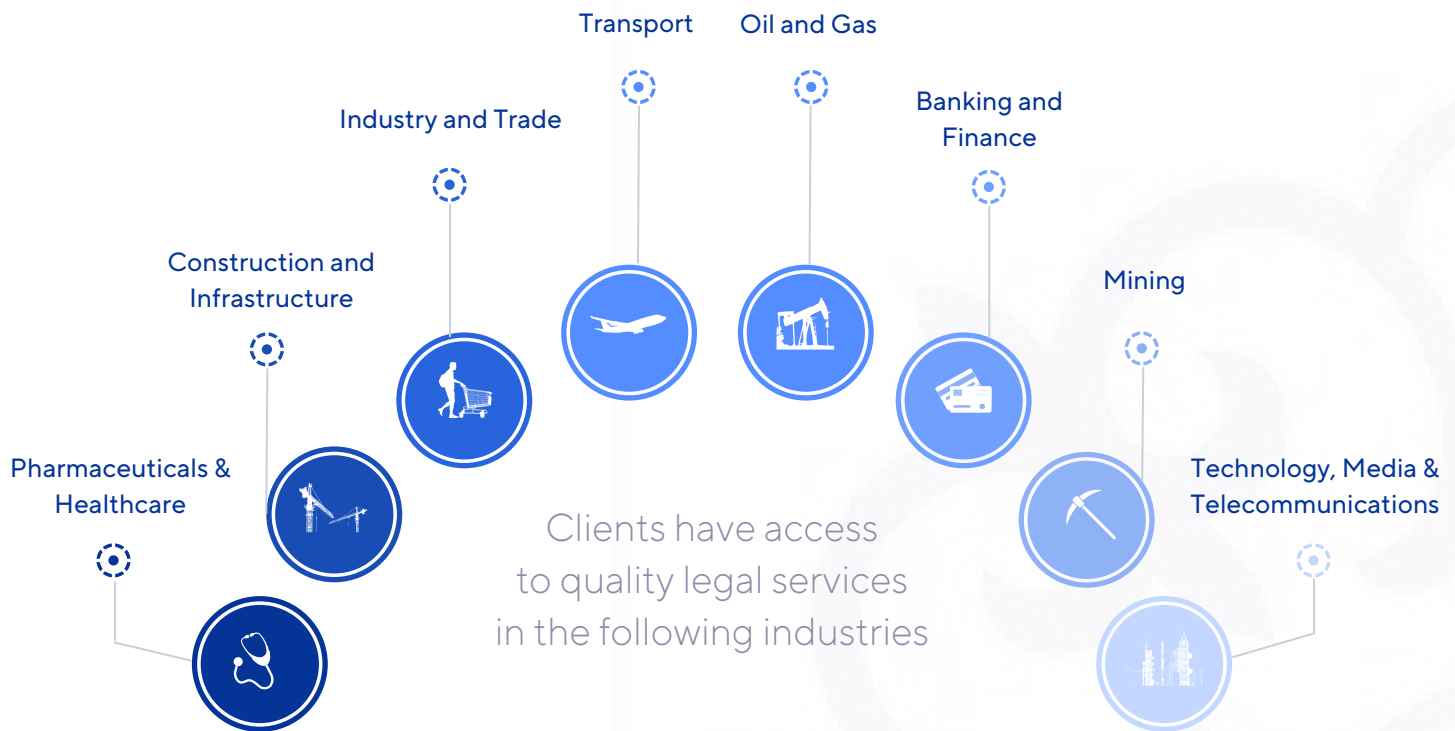 Transport
Oil and Gas
Industry and Trade
Banking and
Finance
Construction and
Infrastructure
Mining
Pharmaceuticals &
Healthcare
Technology, Media &
Telecommunications
Clients have access
to quality legal services
in the following industries